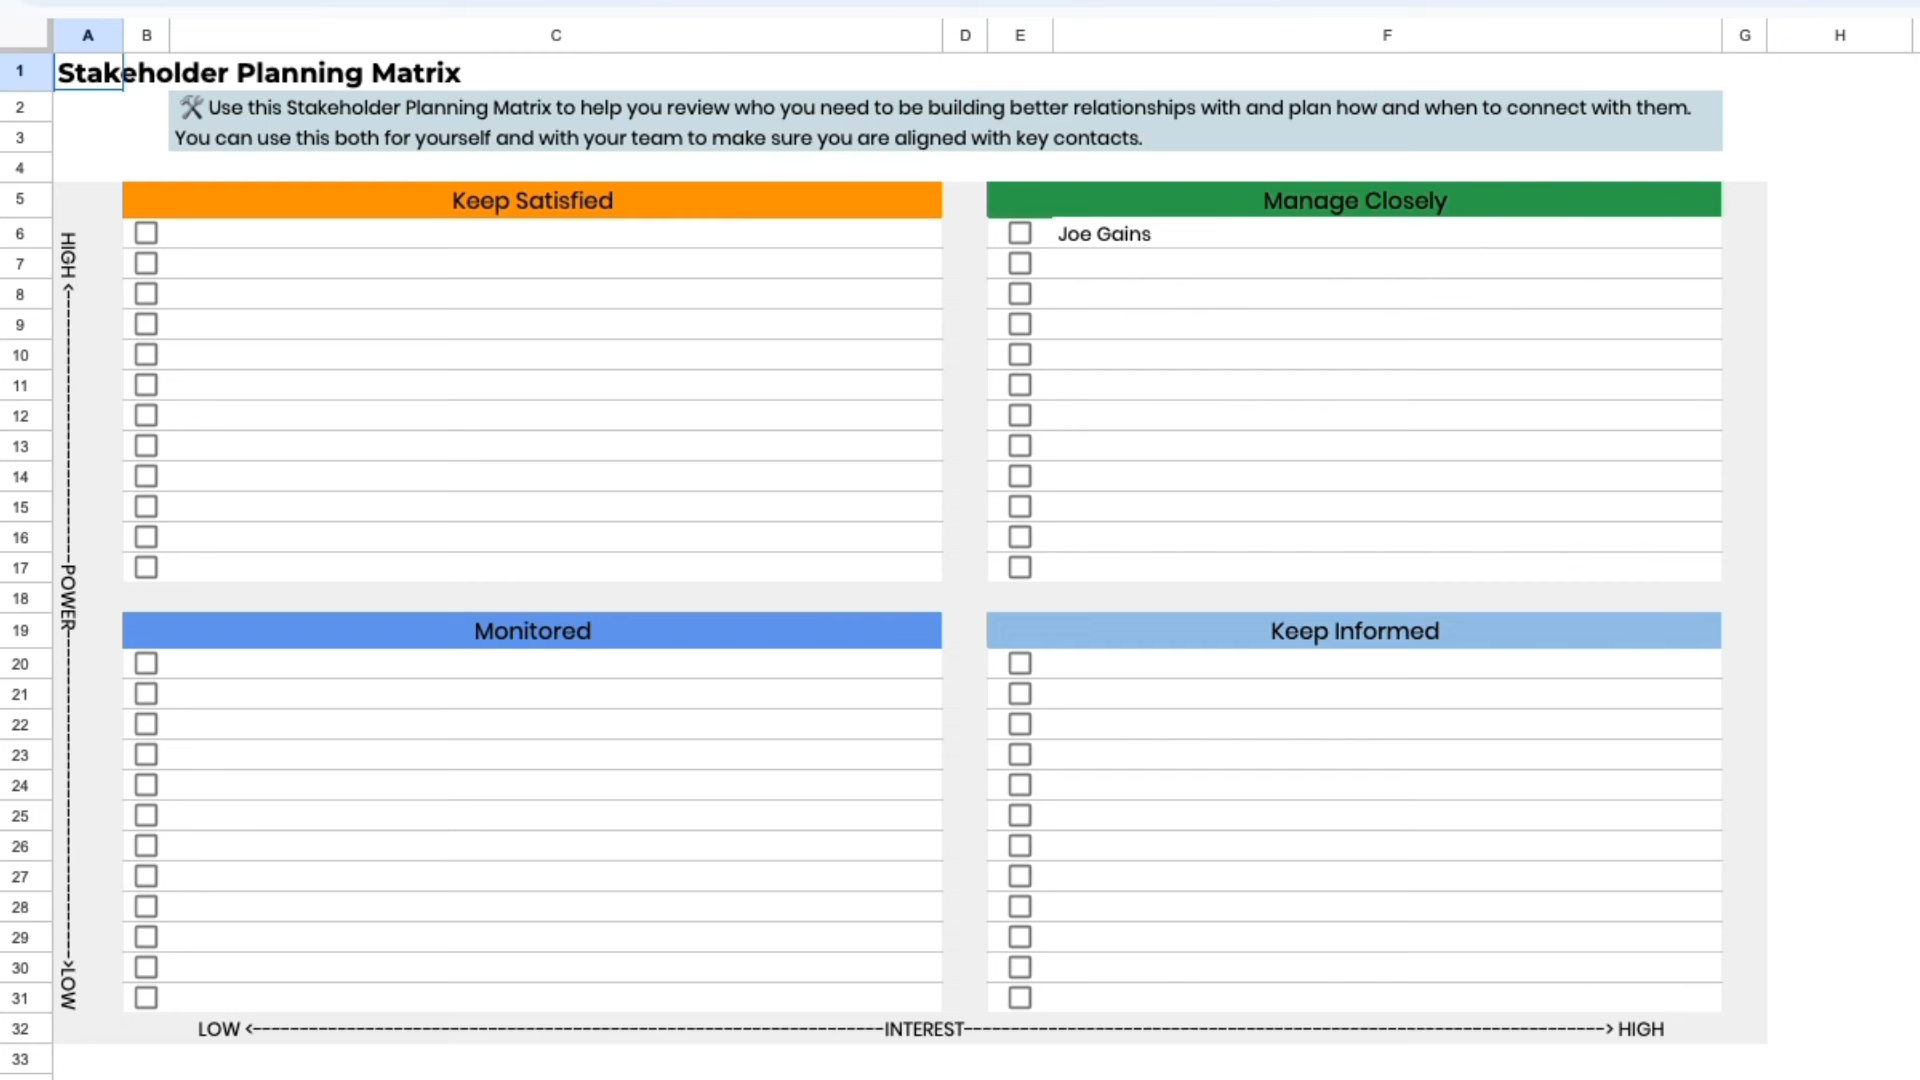 A B C D E F G H
1 Stakeholder Planning Matrix
2 🛠 Use this Stakeholder Planning Matrix to help you review who you need to be building better relationships with and plan how and when to connect with them.
3 You can use this both for yourself and with your team to make sure you are aligned with key contacts.
4
5 Keep Satisfied Manage Closely
6 Joe Gains
7
8
9
10
11
12
13
14
15
16
17
18
19 Monitored Keep Informed
20
21
22
23
24
25
26
27
28
29
30
31
HIGH <--------------------POWER-------------------->LOW
32 LOW <--------------------INTEREST--------------------> HIGH
33